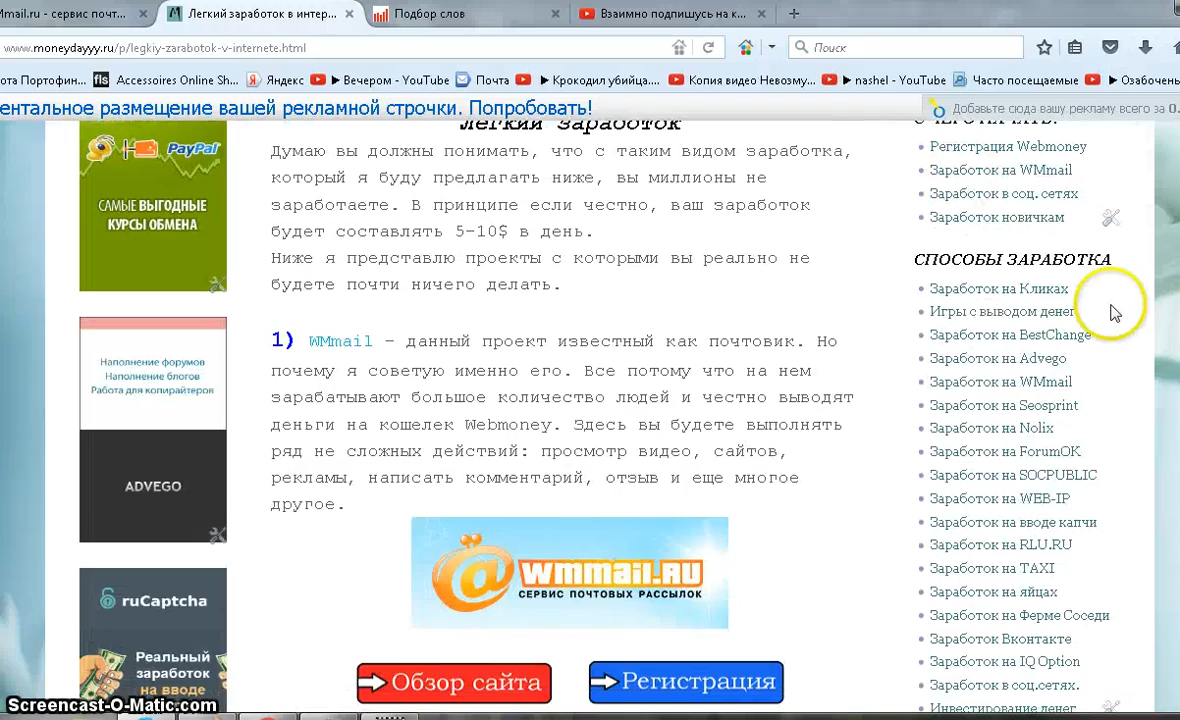 Mail.ru - сервис почт...
Легкий заработок в интер...
Подбор слов
Взаимно подпишусь на к...
www.moneydayyy.ru/p/legkiy-zarabotok-v-internete.html
Поиск
ота Портофин...
fls Accessoires Online Sh...
Яндекс
Вечером - YouTube
Почта
Крокодил убийца....
Копия видео Невозму...
nashel - YouTube
Часто посещаемые
Озабочень
ентальное размещение вашей рекламной строчки. Попробовать!
Добавьте сюда вашу рекламу всего за 0.
PayPal
САМЫЕ ВЫГОДНЫЕ
КУРСЫ ОБМЕНА
Наполнение форумов
Наполнение блогов
Работа для копирайтеров
ADVEGO
ruCaptcha
Реальный
заработок
на вводе
Легкий заработок
Думаю вы должны понимать, что с таким видом заработка,
который я буду предлагать ниже, вы миллионы не
заработаете. В принципе если честно, ваш заработок
будет составлять 5-10$ в день.
Ниже я представлю проекты с которыми вы реально не
будете почти ничего делать.
1) WMmail - данный проект известный как почтовик. Но
почему я советую именно его. Все потому что на нем
зарабатывают большое количество людей и честно выводят
деньги на кошелек Webmoney. Здесь вы будете выполнять
ряд не сложных действий: просмотр видео, сайтов,
рекламы, написать комментарий, отзыв и еще многое
другое.
@wmmail.ru
СЕРВИС ПОЧТОВЫХ РАССЫЛОК
Обзор сайта
Регистрация
Регистрация Webmoney
Заработок на WMmail
Заработок в соц. сетях
Заработок новичкам
СПОСОБЫ ЗАРАБОТКА
Заработок на Кликах
Игры с выводом денег
Заработок на BestChange
Заработок на Advego
Заработок на WMmail
Заработок на Seosprint
Заработок на Nolix
Заработок на ForumOK
Заработок на SOCPUBLIC
Заработок на WEB-IP
Заработок на вводе капчи
Заработок на RLU.RU
Заработок на TAXI
Заработок на яйцах
Заработок на Ферме Соседи
Заработок Вконтакте
Заработок на IQ Option
Заработок в соц.сетях.
Инвестирование денег
Screencast-O-Matic.com